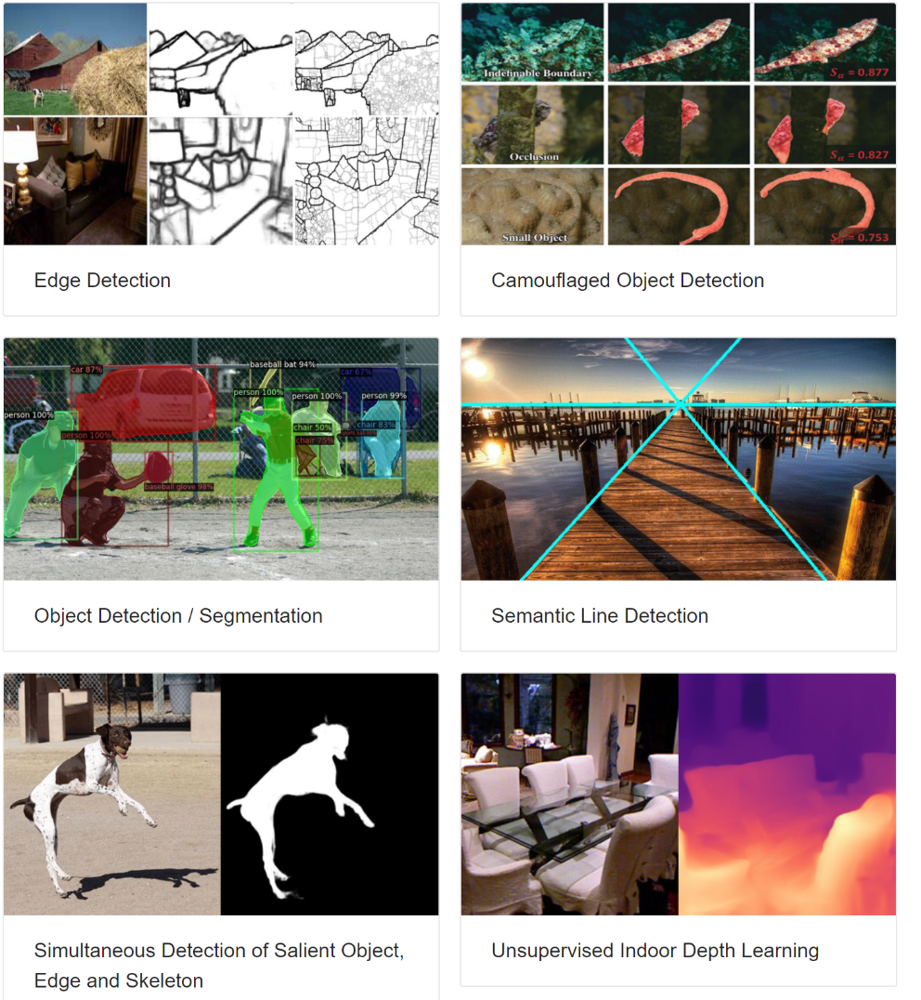 Indefinable Boundary
Sα = 0.877
Occlusion
Sα = 0.827
Small Object
Sα = 0.753
Edge Detection
Camouflaged Object Detection
baseball bat 94%
car 87%
car 67%
person 100%
person 100%
person 99%
person 100%
chair 50%
chair 83%
person 100%
chair 75%
baseball glove 98%
Object Detection / Segmentation
Semantic Line Detection
Simultaneous Detection of Salient Object,
Edge and Skeleton
Unsupervised Indoor Depth Learning